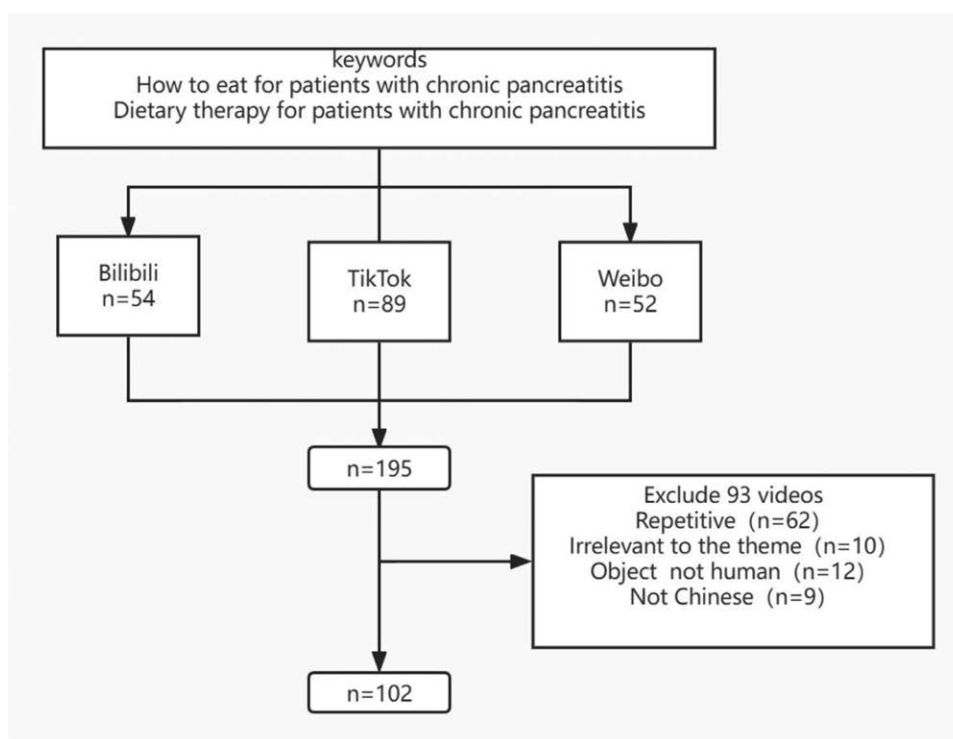 keywords
How to eat for patients with chronic pancreatitis
Dietary therapy for patients with chronic pancreatitis
Bilibili
n=54
TikTok
n=89
Weibo
n=52
n=195
Exclude 93 videos
Repetitive（n=62）
Irrelevant to the theme（n=10）
Object  not human（n=12）
Not Chinese（n=9）
n=102